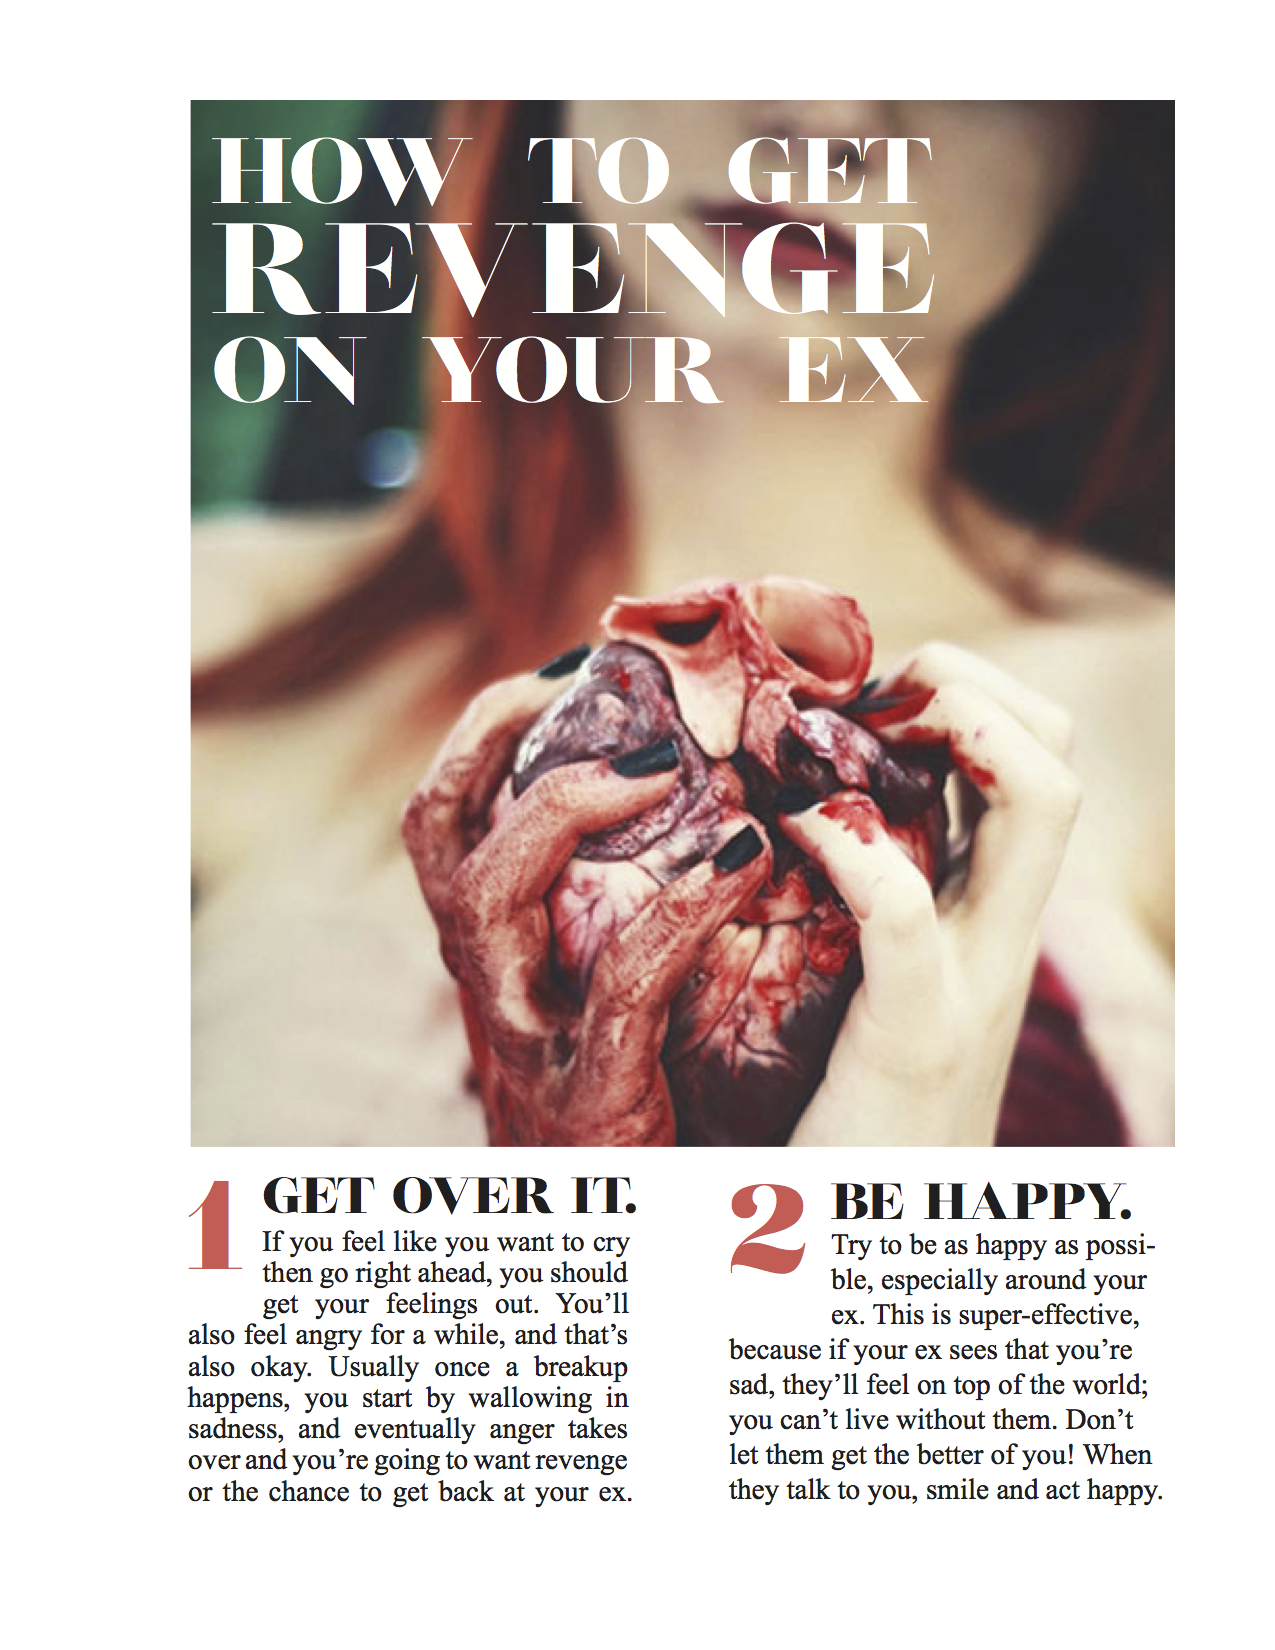 HOW TO GET
REVENGE
ON YOUR EX
1 GET OVER IT.
If you feel like you want to cry
then go right ahead, you should
get your feelings out. You’ll
also feel angry for a while, and that’s
also okay. Usually once a breakup
happens, you start by wallowing in
sadness, and eventually anger takes
over and you’re going to want revenge
or the chance to get back at your ex.
2 BE HAPPY.
Try to be as happy as possi-
ble, especially around your
ex. This is super-effective,
because if your ex sees that you’re
sad, they’ll feel on top of the world;
you can’t live without them. Don’t
let them get the better of you! When
they talk to you, smile and act happy.